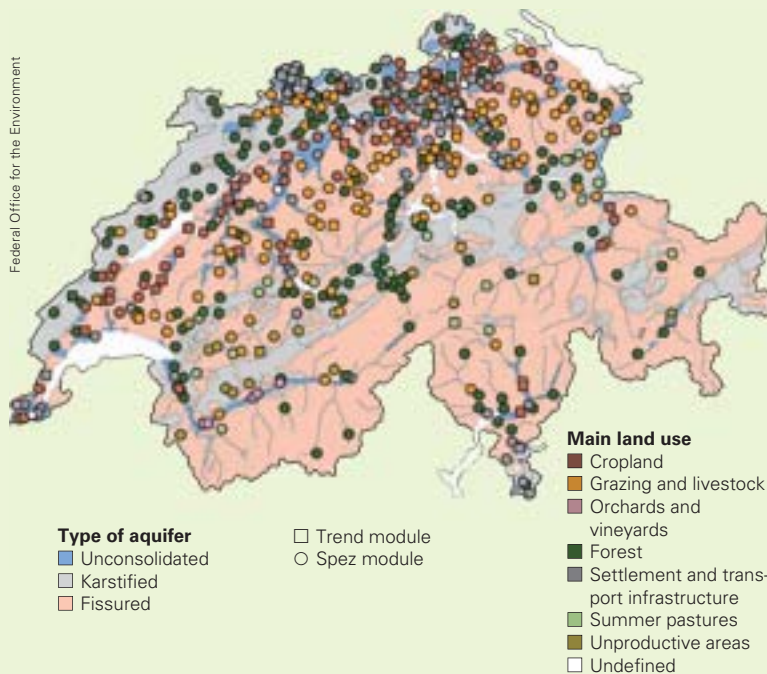 Federal Office for the Environment
Type of aquifer
Unconsolidated
Karstified
Fissured
Trend module
Spez module
Main land use
Cropland
Grazing and livestock
Orchards and
vineyards
Forest
Settlement and trans-
port infrastructure
Summer pastures
Unproductive areas
Undefined